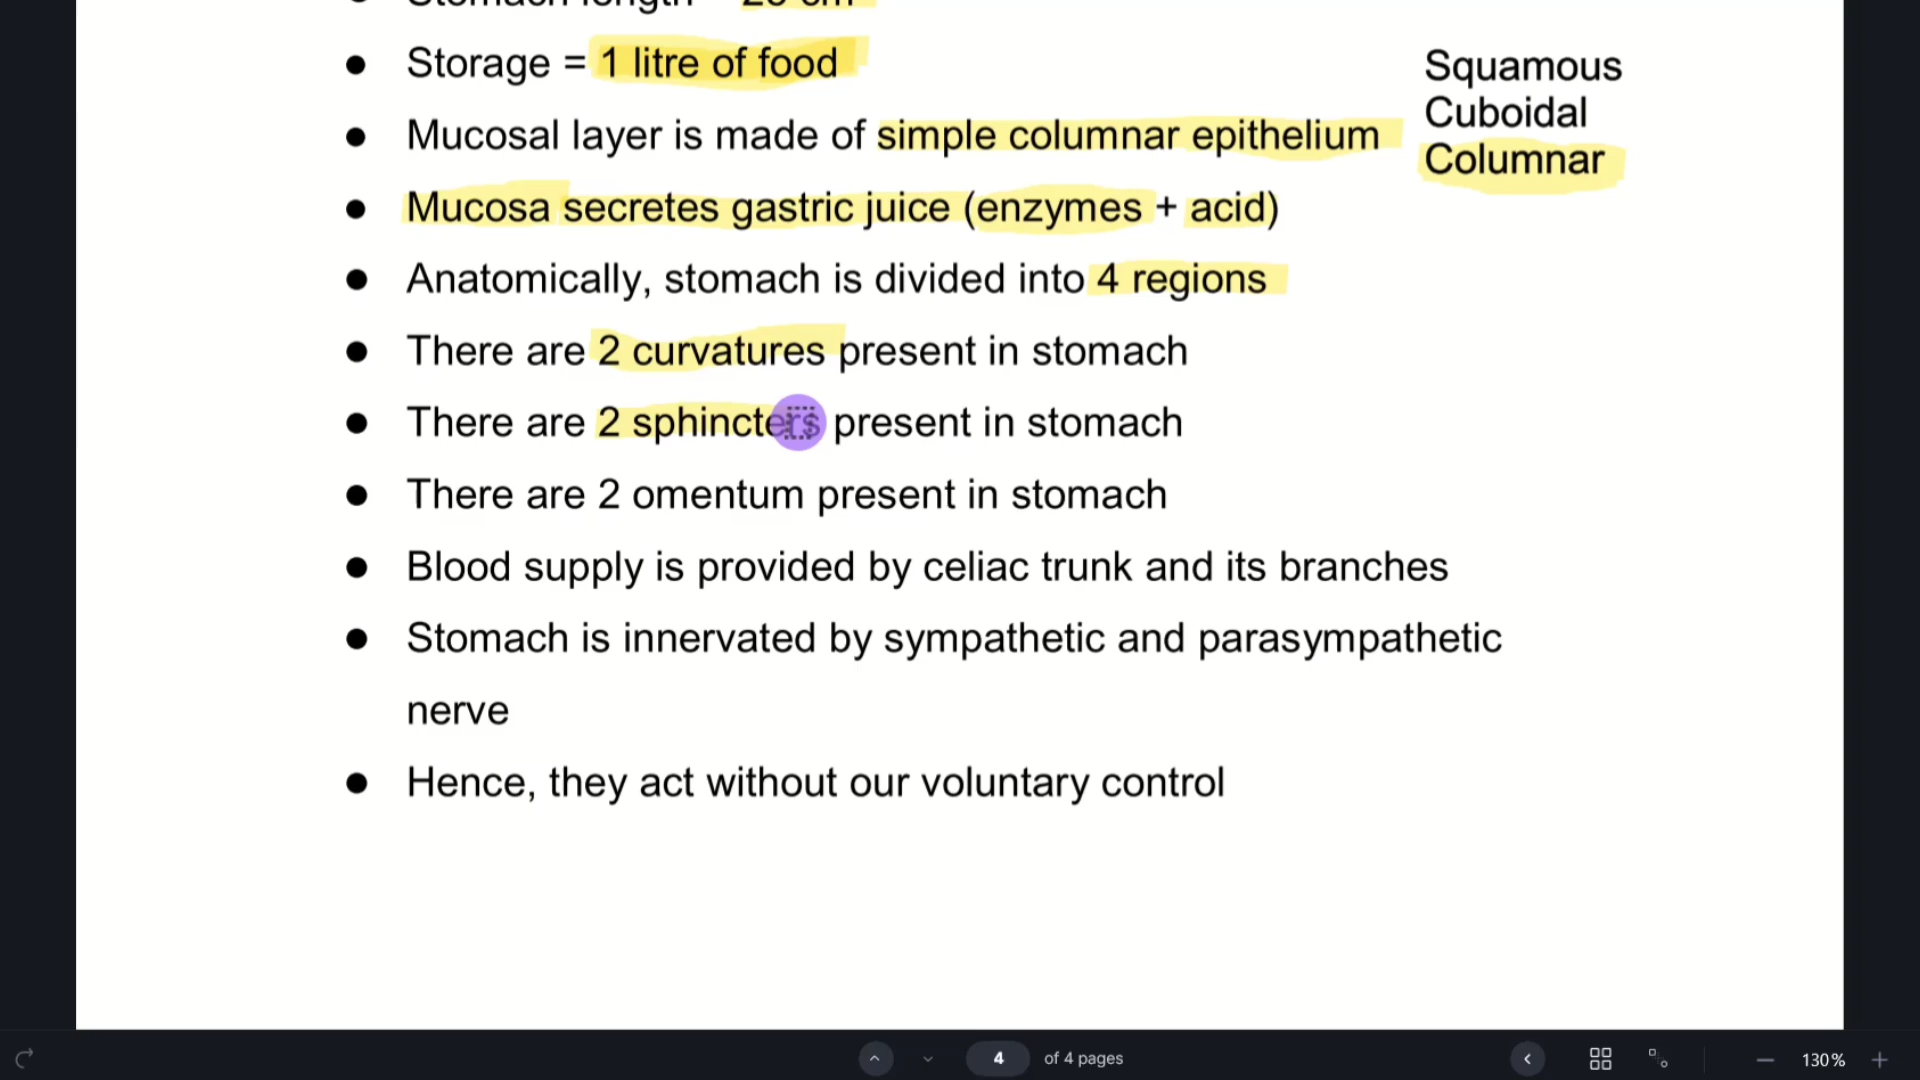 ● Storage = 1 litre of food
● Mucosal layer is made of simple columnar epithelium
● Mucosa secretes gastric juice (enzymes + acid)
● Anatomically, stomach is divided into 4 regions
● There are 2 curvatures present in stomach
● There are 2 sphincters present in stomach
● There are 2 omentum present in stomach
● Blood supply is provided by celiac trunk and its branches
● Stomach is innervated by sympathetic and parasympathetic
nerve
● Hence, they act without our voluntary control
Squamous
Cuboidal
Columnar
4 of 4 pages
130%